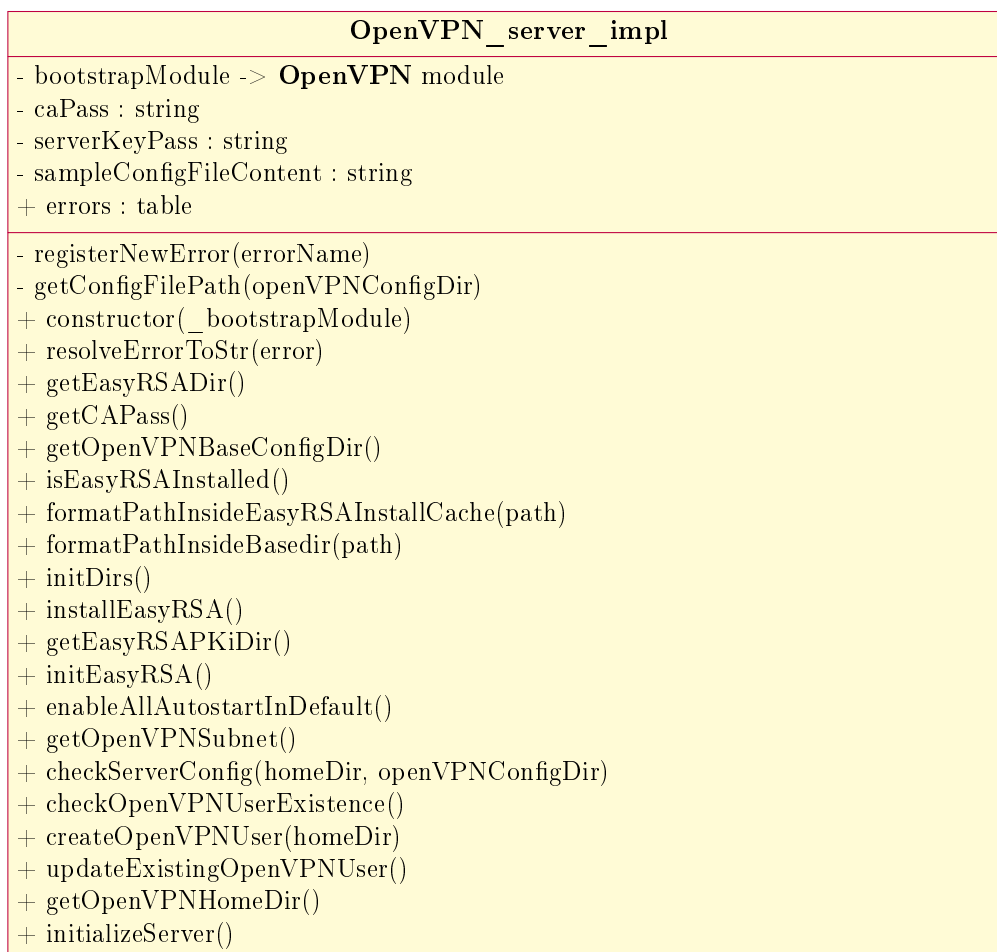 OpenVPN_server_impl
- bootstrapModule -> OpenVPN module
- caPass : string
- serverKeyPass : string
- sampleConfigFileContent : string
+ errors : table
- registerNewError(errorName)
- getConfigFilePath(openVPNConfigDir)
+ constructor(_bootstrapModule)
+ resolveErrorToStr(error)
+ getEasyRSADir()
+ getCAPass()
+ getOpenVPNBaseConfigDir()
+ isEasyRSAInstalled()
+ formatPathInsideEasyRSAInstallCache(path)
+ formatPathInsideBasedir(path)
+ initDirs()
+ installEasyRSA()
+ getEasyRSAPKiDir()
+ initEasyRSA()
+ enableAllAutostartInDefault()
+ getOpenVPNSubnet()
+ checkServerConfig(homeDir, openVPNConfigDir)
+ checkOpenVPNUserExistence()
+ createOpenVPNUser(homeDir)
+ updateExistingOpenVPNUser()
+ getOpenVPNHomeDir()
+ initializeServer()